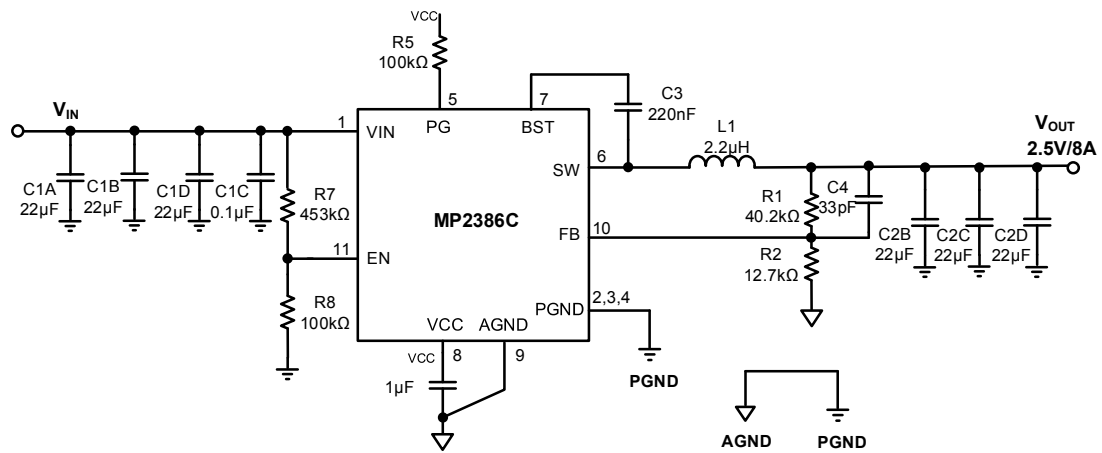 VCC
R5
100kΩ
5
7
C3
220nF
VIN
1
VIN
PG
BST
L1
2.2μH
VOUT
2.5V/8A
SW
6
C1A
22μF
C1B
22μF
C1D
22μF
C1C
0.1μF
R7
453kΩ
MP2386C
R1
40.2kΩ
C4
33pF
FB
10
11
EN
R2
12.7kΩ
C2B
22μF
C2C
22μF
C2D
22μF
R8
100kΩ
PGND
2,3,4
VCC
AGND
VCC
8
9
1μF
PGND
AGND
PGND